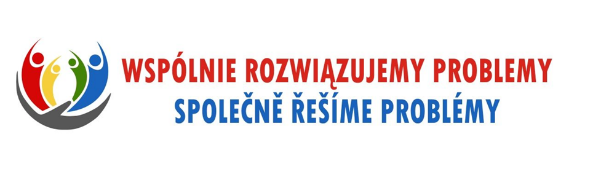 WSPÓLNIE ROZWIĄZUJEMY PROBLEMY
SPOLEČNĚ ŘEŠÍME PROBLÉMY